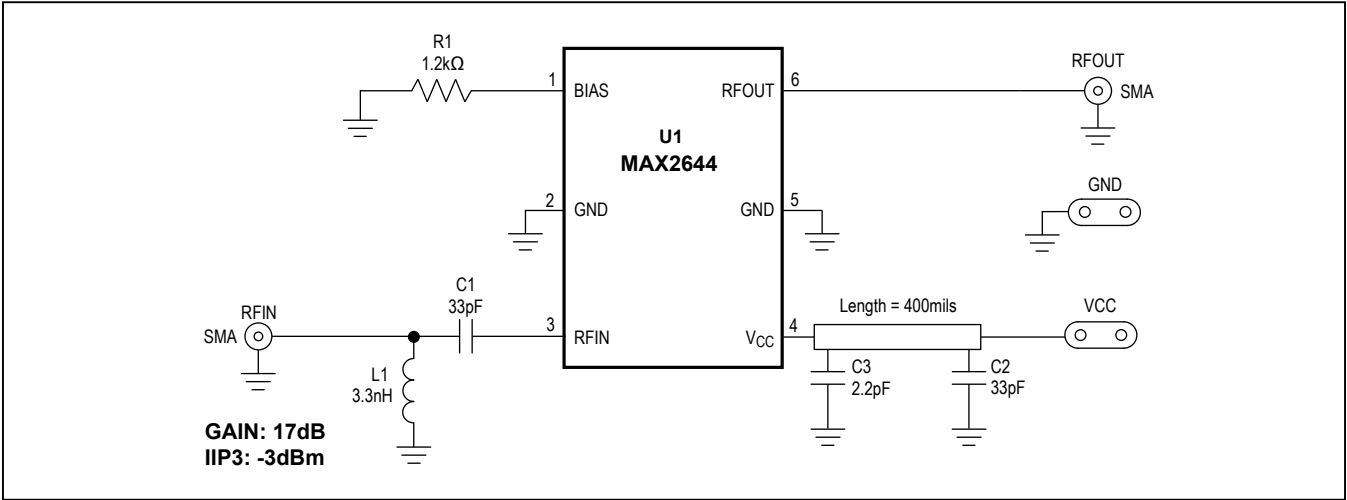 R1
1.2kΩ
1
BIAS
RFOUT
6
RFOUT
SMA
U1
MAX2644
2
GND
GND
5
GND
C1
33pF
RFIN
SMA
3
RFIN
VCC
4
Length = 400mils
VCC
L1
3.3nH
C3
2.2pF
C2
33pF
GAIN: 17dB
IIP3: -3dBm